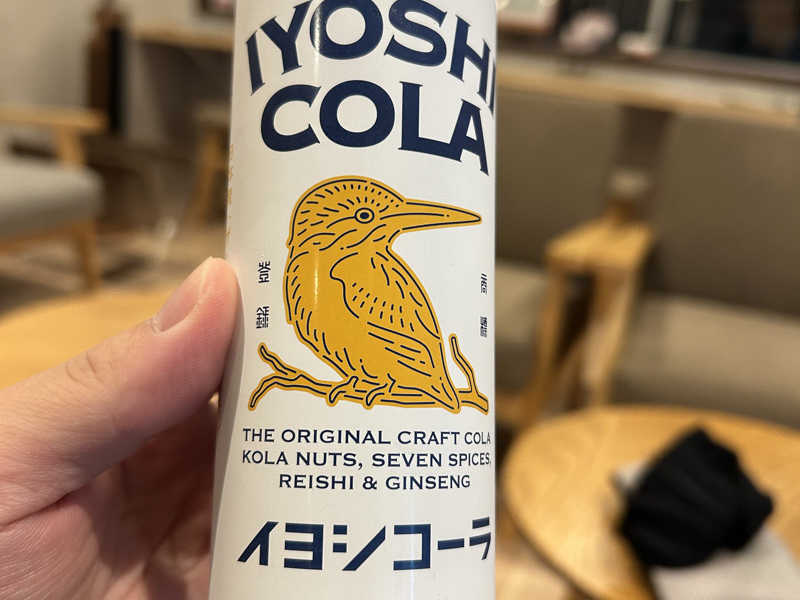 IYOSHI
COLA
THE ORIGINAL CRAFT COLA
KOLA NUTS, SEVEN SPICES,
REISHI & GINSENG
イヨシコーラ